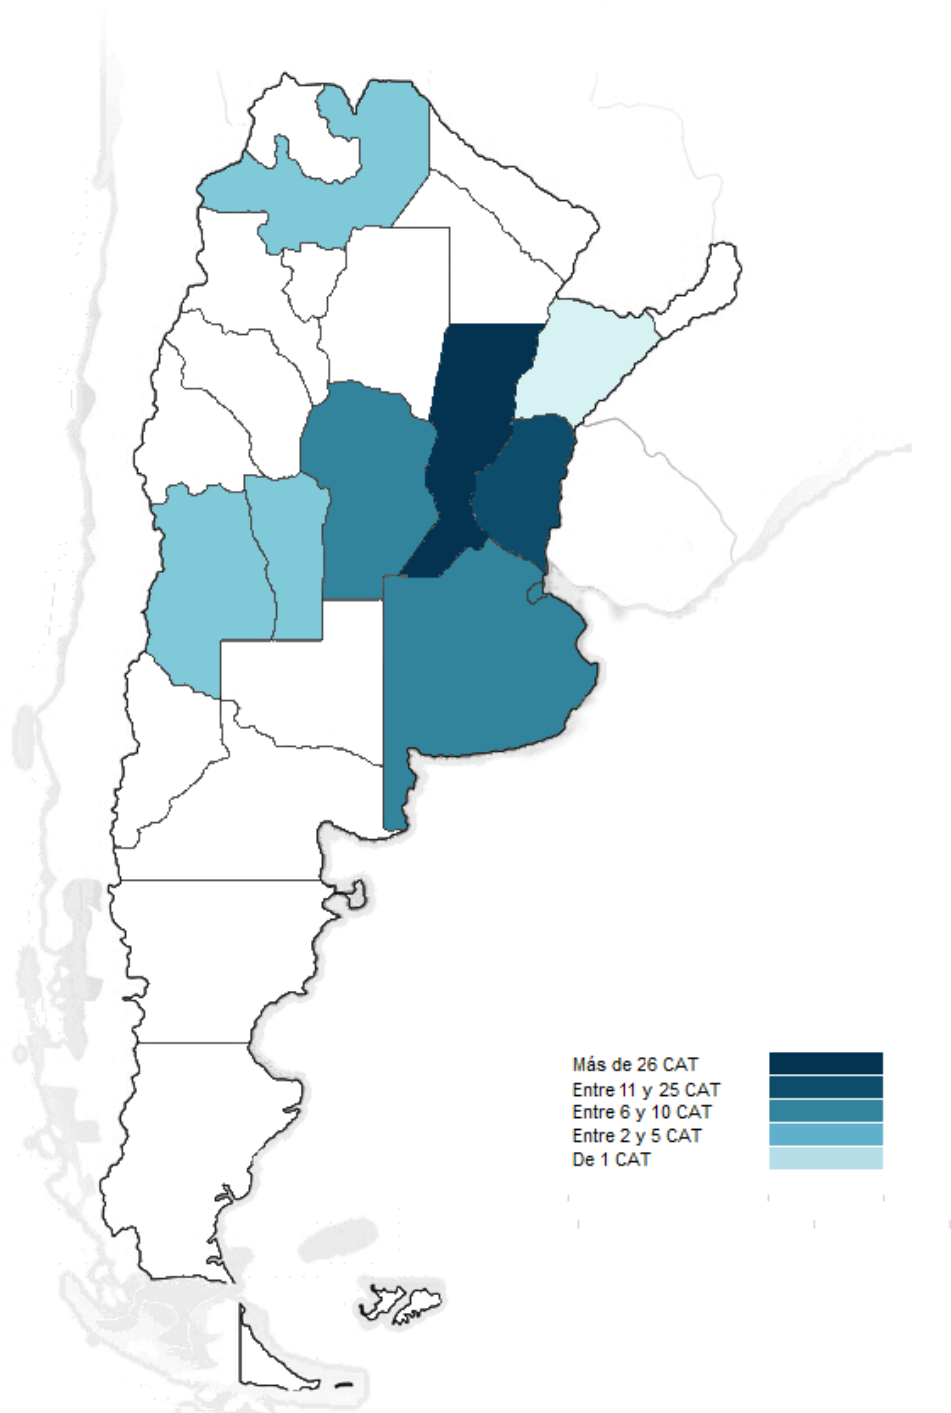 Más de 26 CAT
Entre 11 y 25 CAT
Entre 6 y 10 CAT
Entre 2 y 5 CAT
De 1 CAT